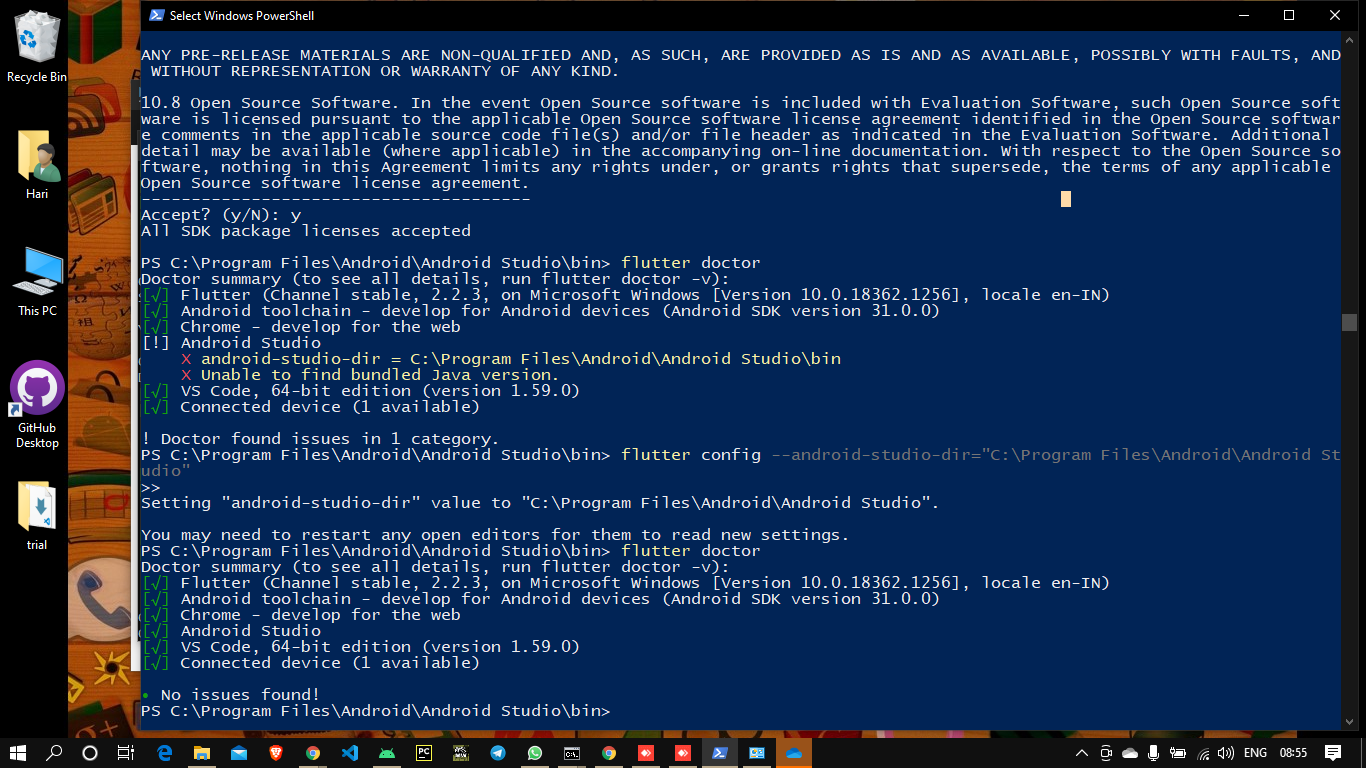 Select Windows PowerShell
Recycle Bin
Hari
This PC
GitHub
Desktop
trial
ANY PRE-RELEASE MATERIALS ARE NON-QUALIFIED AND, AS SUCH, ARE PROVIDED AS IS AND AS AVAILABLE, POSSIBLY WITH FAULTS, AND
WITHOUT REPRESENTATION OR WARRANTY OF ANY KIND.
10.8 Open Source Software. In the event Open Source software is included with Evaluation Software, such Open Source soft
ware is licensed pursuant to the applicable Open Source software license agreement identified in the Open Source softwar
e comments in the applicable source code file(s) and/or file header as indicated in the Evaluation Software. Additional
detail may be available (where applicable) in the accompanying on-line documentation. With respect to the Open Source so
ftware, nothing in this Agreement limits any rights under, or grants rights that supersede, the terms of any applicable
Open Source software license agreement.
---------------------------------------
Accept? (y/N): y
All SDK package licenses accepted
PS C:\Program Files\Android\Android Studio\bin> flutter doctor
Doctor summary (to see all details, run flutter doctor -v):
[√] Flutter (Channel stable, 2.2.3, on Microsoft Windows [Version 10.0.18362.1256], locale en-IN)
[√] Android toolchain - develop for Android devices (Android SDK version 31.0.0)
[√] Chrome - develop for the web
[!] Android Studio
X android-studio-dir = C:\Program Files\Android\Android Studio\bin
X Unable to find bundled Java version.
[√] VS Code, 64-bit edition (version 1.59.0)
[√] Connected device (1 available)
! Doctor found issues in 1 category.
PS C:\Program Files\Android\Android Studio\bin> flutter config --android-studio-dir="C:\Program Files\Android\Android St
udio"
>>
Setting "android-studio-dir" value to "C:\Program Files\Android\Android Studio".
You may need to restart any open editors for them to read new settings.
PS C:\Program Files\Android\Android Studio\bin> flutter doctor
Doctor summary (to see all details, run flutter doctor -v):
[√] Flutter (Channel stable, 2.2.3, on Microsoft Windows [Version 10.0.18362.1256], locale en-IN)
[√] Android toolchain - develop for Android devices (Android SDK version 31.0.0)
[√] Chrome - develop for the web
[√] Android Studio
[√] VS Code, 64-bit edition (version 1.59.0)
[√] Connected device (1 available)
• No issues found!
PS C:\Program Files\Android\Android Studio\bin>
PC
ENG 08:55